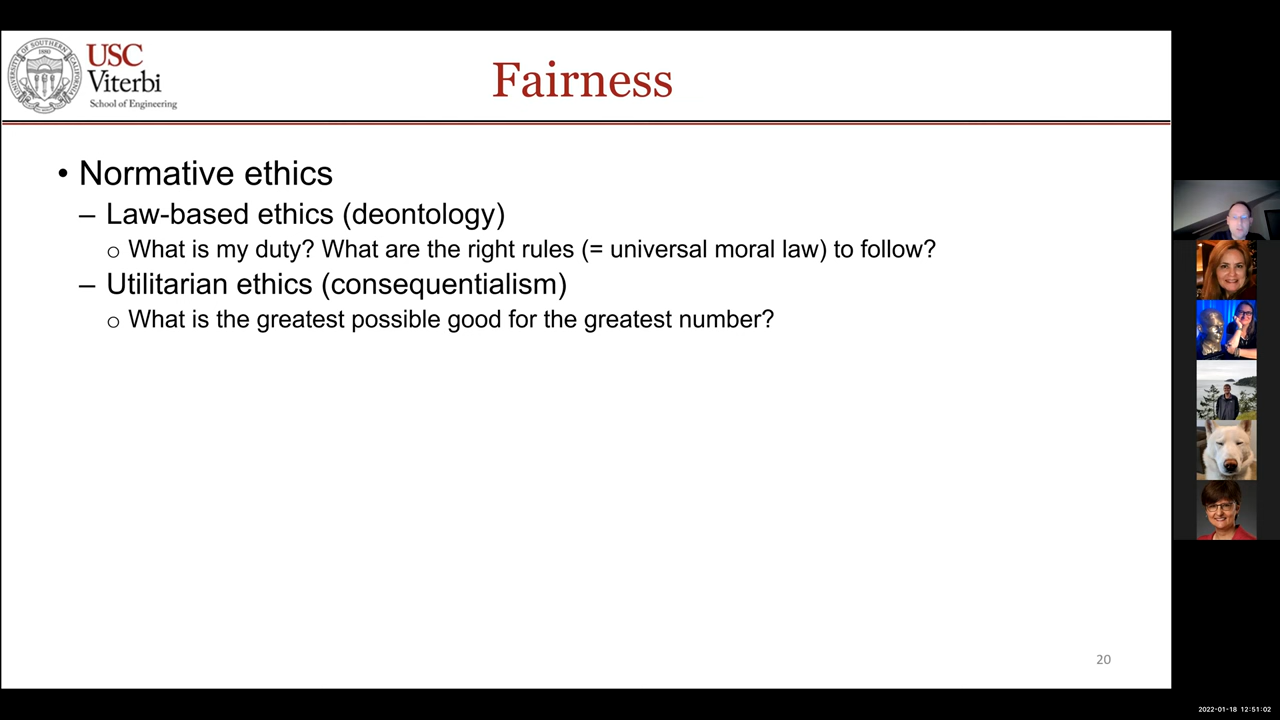 USC
Viterbi
School of Engineering
Fairness
• Normative ethics
– Law-based ethics (deontology)
o What is my duty? What are the right rules (= universal moral law) to follow?
– Utilitarian ethics (consequentialism)
o What is the greatest possible good for the greatest number?
20
2022-01-18 12:51:02